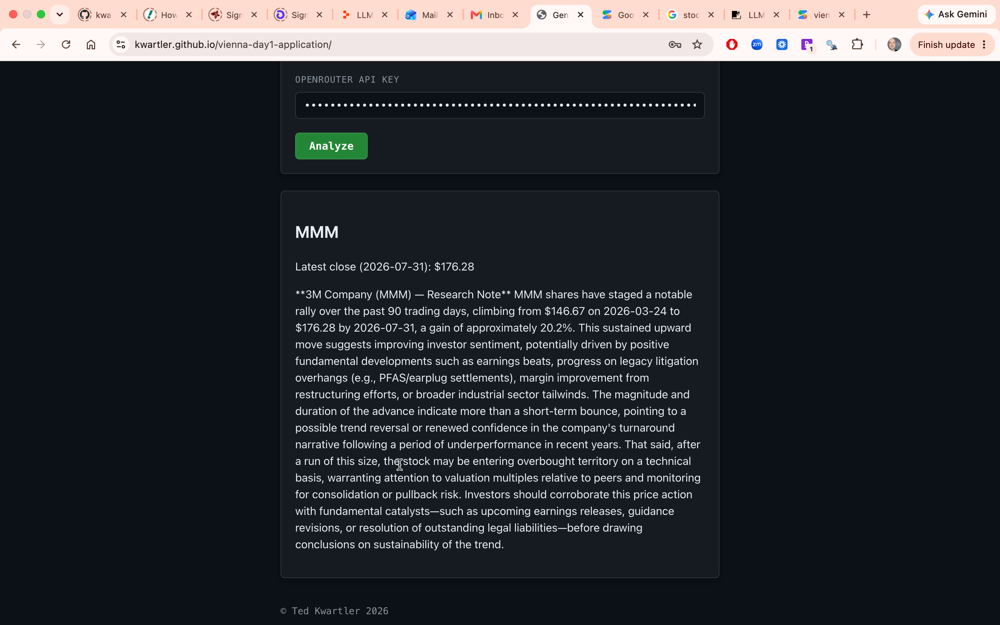 kwa
How
Sign
Sign
LLM
Mail
Inbo
Gen
Goo
stoc
LLM
vien
Ask Gemini
kwartler.github.io/vienna-day1-application/
zm
1
Finish update
OPENROUTER API KEY
Analyze
MMM
Latest close (2026-07-31): $176.28
**3M Company (MMM) — Research Note** MMM shares have staged a notable
rally over the past 90 trading days, climbing from $146.67 on 2026-03-24 to
$176.28 by 2026-07-31, a gain of approximately 20.2%. This sustained upward
move suggests improving investor sentiment, potentially driven by positive
fundamental developments such as earnings beats, progress on legacy litigation
overhangs (e.g., PFAS/earplug settlements), margin improvement from
restructuring efforts, or broader industrial sector tailwinds. The magnitude and
duration of the advance indicate more than a short-term bounce, pointing to a
possible trend reversal or renewed confidence in the company's turnaround
narrative following a period of underperformance in recent years. That said, after
a run of this size, the stock may be entering overbought territory on a technical
basis, warranting attention to valuation multiples relative to peers and monitoring
for consolidation or pullback risk. Investors should corroborate this price action
with fundamental catalysts—such as upcoming earnings releases, guidance
revisions, or resolution of outstanding legal liabilities—before drawing
conclusions on sustainability of the trend.
© Ted Kwartler 2026